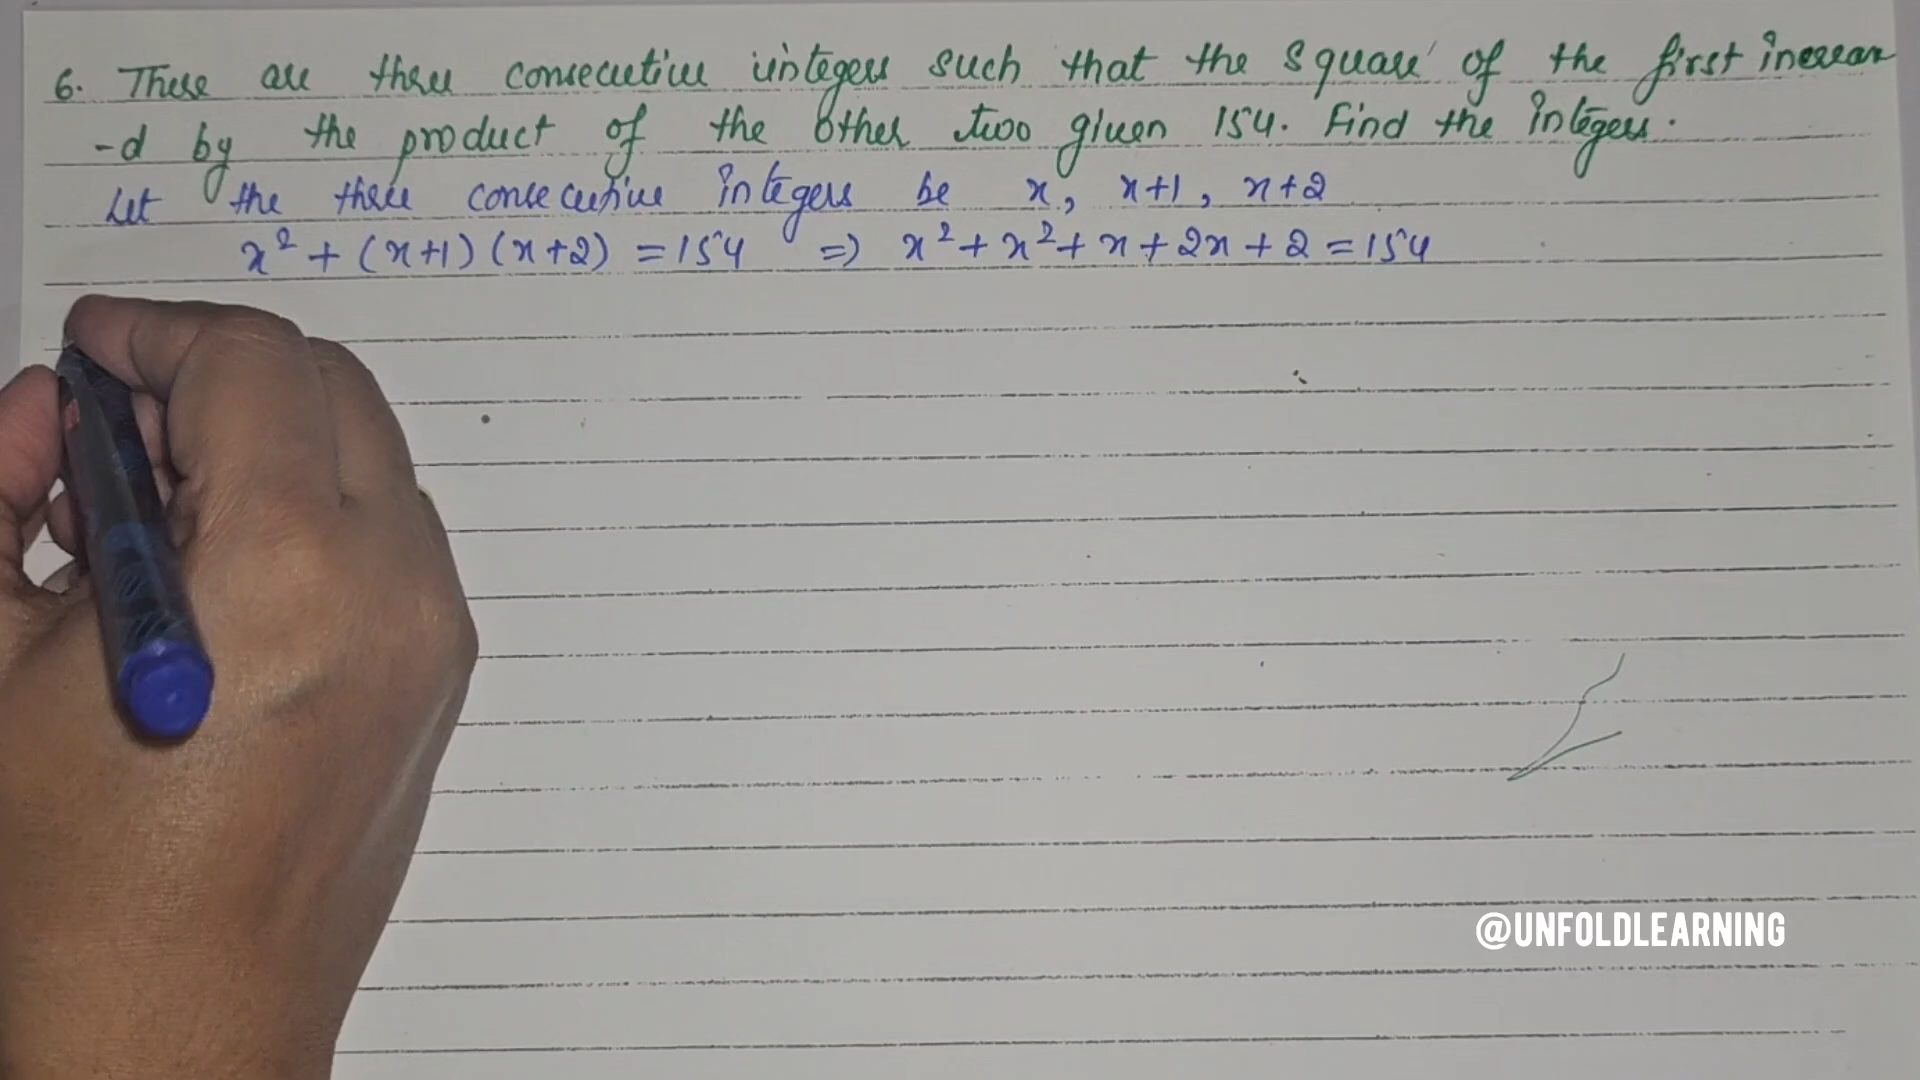 6. These are three consecutive integers such that the square of the first increas
-d by the product of the other two given 154. Find the integers.
Let the three consecutive integers be x, x+1, x+2
x² + (x+1) (x+2) = 154 => x² + x² + x + 2x + 2 = 154
@UNFOLDLEARNING